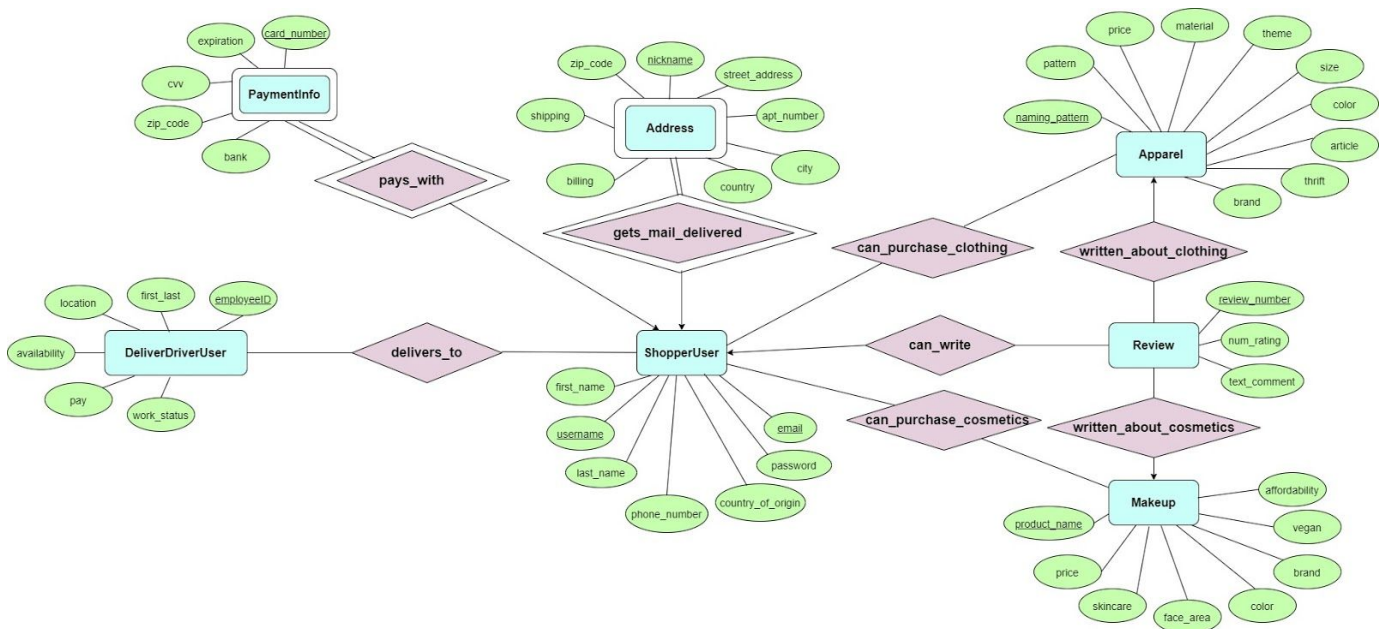 card_number
expiration
PaymentInfo
cvv
zip_code
bank
pays_with
nickname
zip_code
street_address
shipping
Address
apt_number
billing
city
country
gets_mail_delivered
price
material
theme
pattern
size
naming_pattern
color
Apparel
article
thrift
brand
can_purchase_clothing
written_about_clothing
location
first_last
employeeID
availability
DeliverDriverUser
pay
work_status
delivers_to
ShopperUser
first_name
username
last_name
phone_number
country_of_origin
password
email
can_write
Review
review_number
num_rating
text_comment
can_purchase_cosmetics
written_about_cosmetics
Makeup
affordability
vegan
product_name
brand
price
skincare
face_area
color